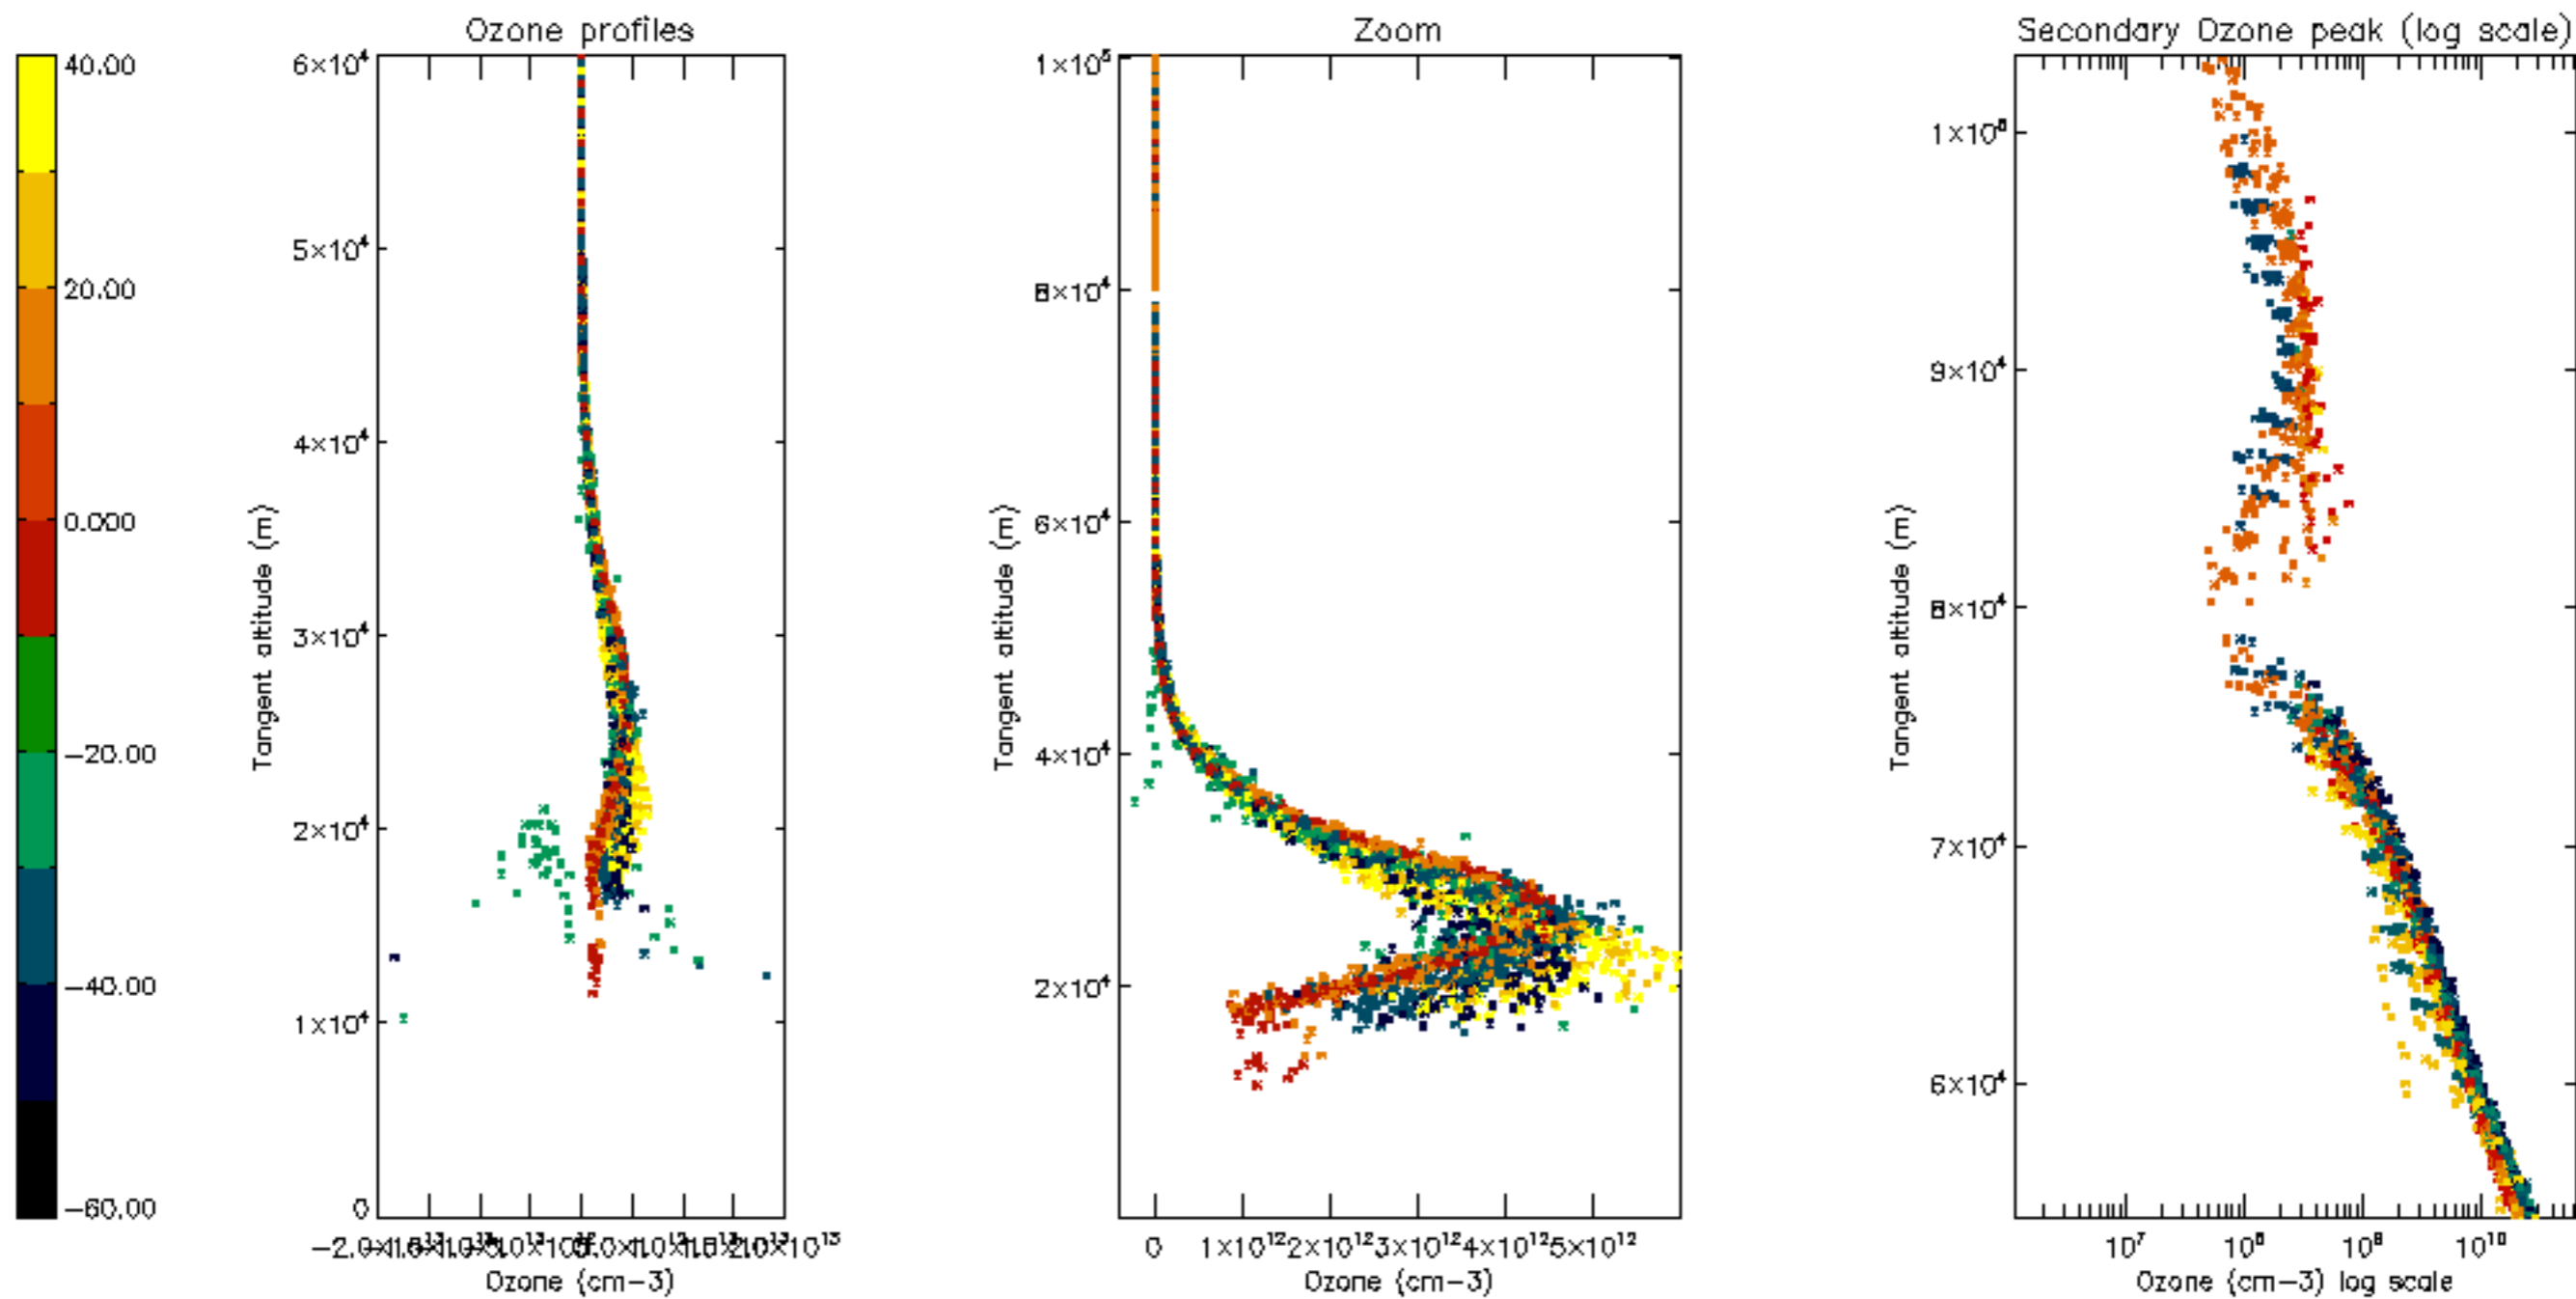 Ozone profiles
Zoom
Secondary Ozone peak (log scale)
40.00
20.00
0.000
−20.00
−40.00
−60.00
6×10⁴
5×10⁴
4×10⁴
3×10⁴
2×10⁴
1×10⁴
0
Tangent altitude (m)
Ozone (cm−3)
1×10⁵
8×10⁴
6×10⁴
4×10⁴
2×10⁴
Tangent altitude (m)
0 1×10¹² 2×10¹² 3×10¹² 4×10¹² 5×10¹²
Ozone (cm−3)
9×10⁴
8×10⁴
7×10⁴
6×10⁴
Tangent altitude (m)
10⁷ 10⁸ 10⁹ 10¹⁰
Ozone (cm−3) log scale